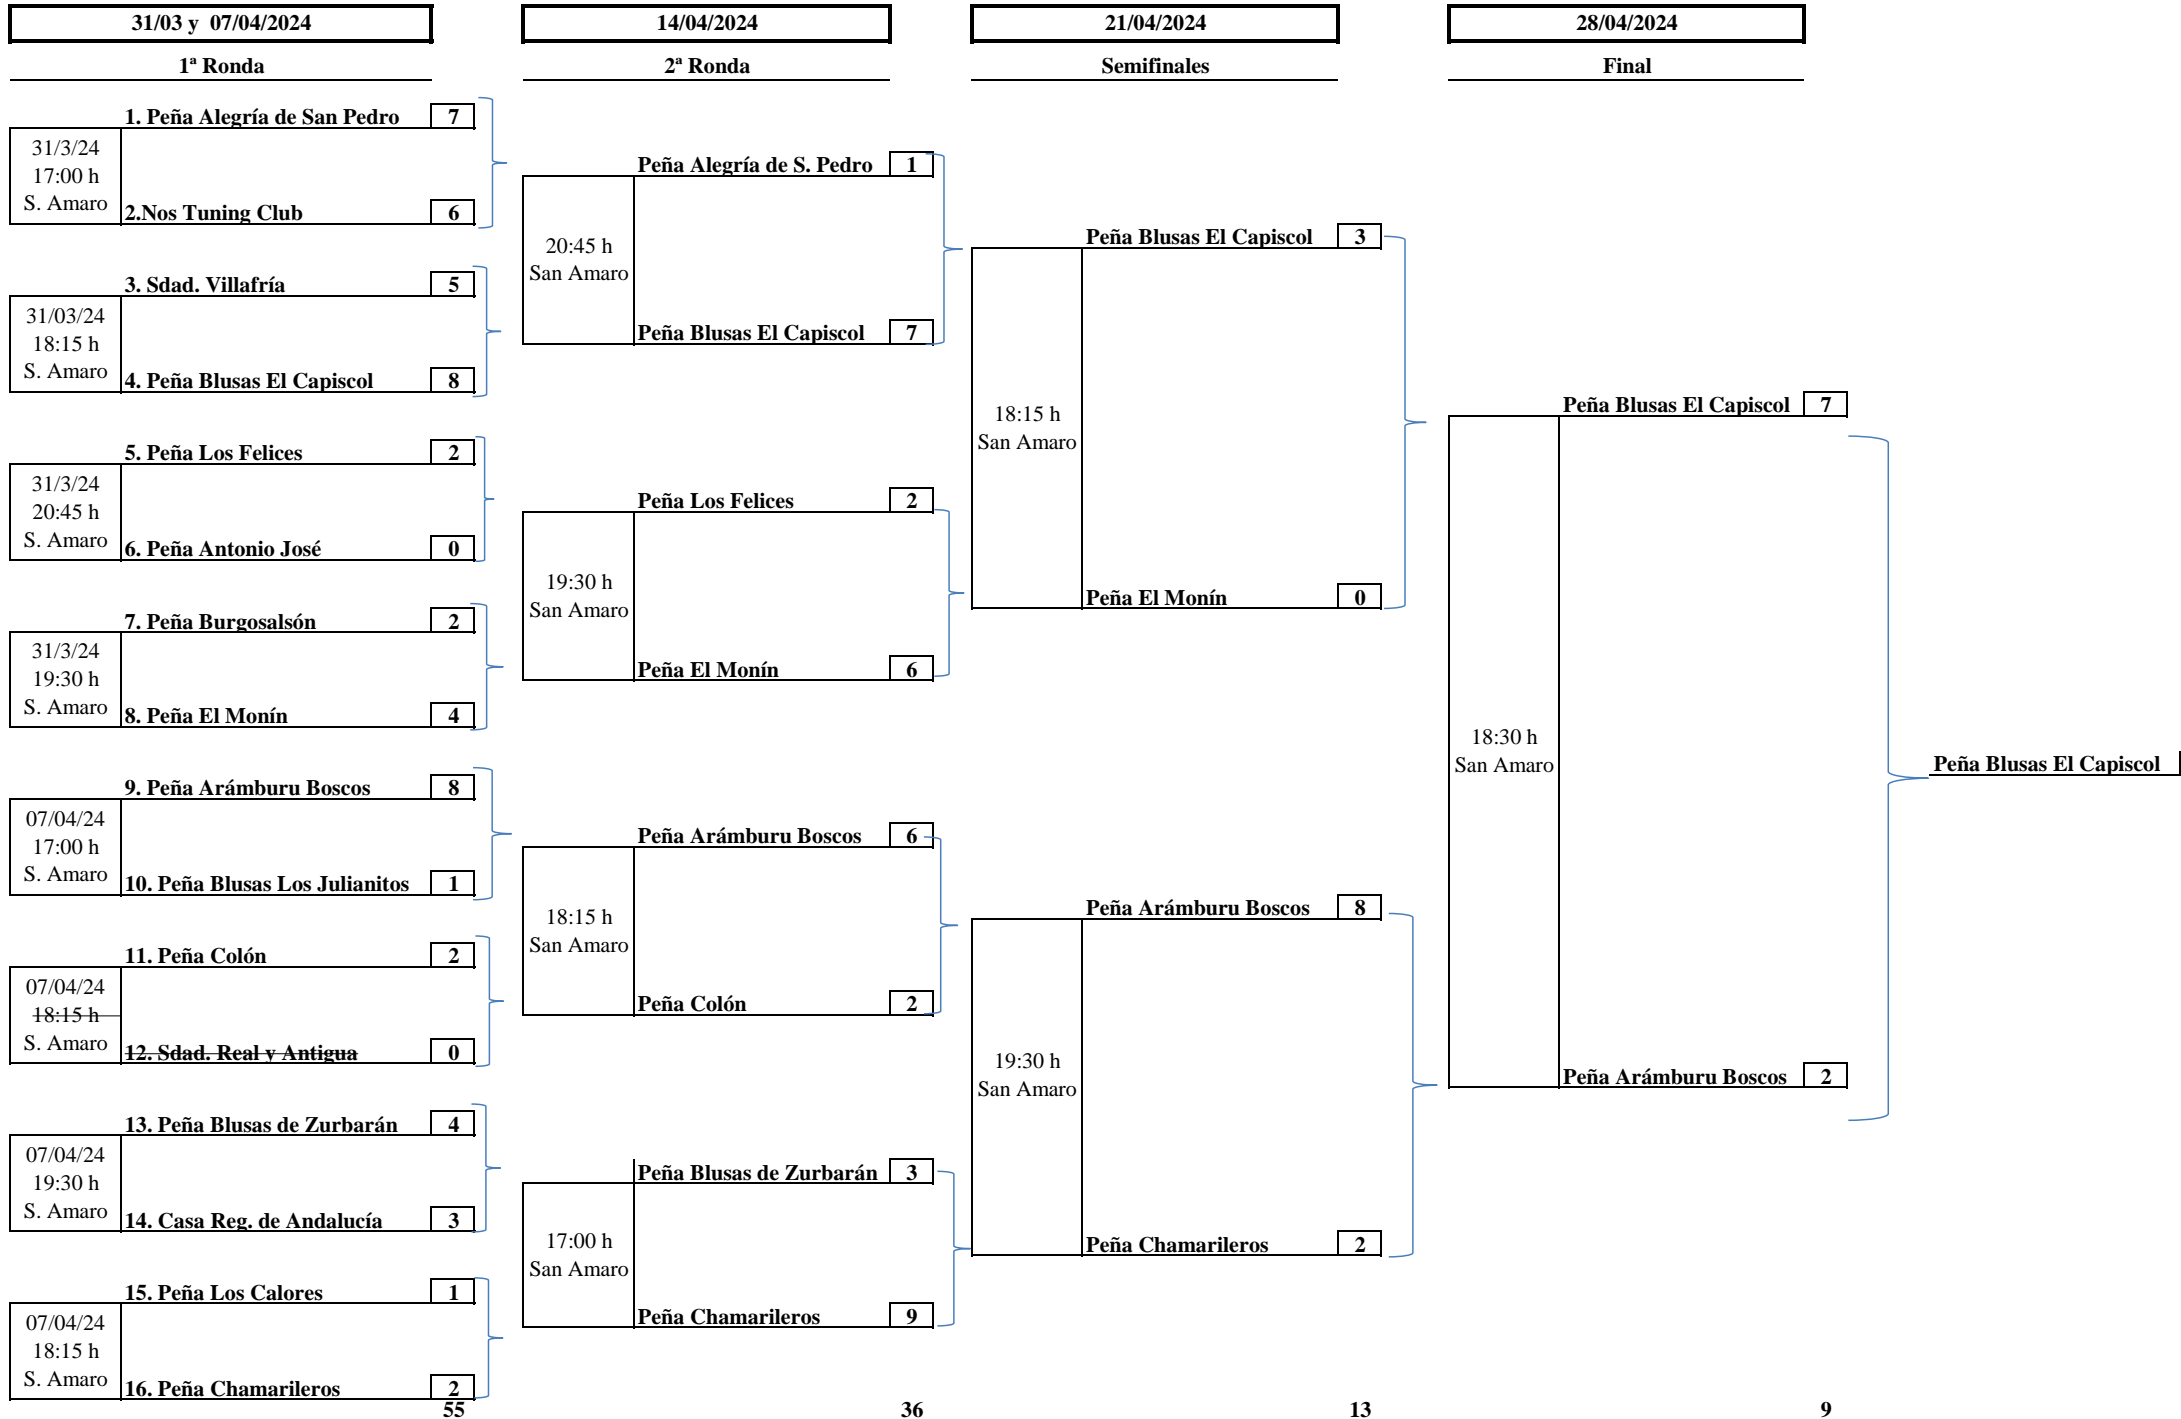 31/03 y  07/04/2024
1ª Ronda
1. Peña Alegría de San Pedro 7
31/3/24
17:00 h
S. Amaro
2.Nos Tuning Club 6
3. Sdad. Villafría 5
31/03/24
18:15 h
S. Amaro
4. Peña Blusas El Capiscol 8
5. Peña Los Felices 2
31/3/24
20:45 h
S. Amaro
6. Peña Antonio José 0
7. Peña Burgosalsón 2
31/3/24
19:30 h
S. Amaro
8. Peña El Monín 4
9. Peña Arámburu Boscos 8
07/04/24
17:00 h
S. Amaro
10. Peña Blusas Los Julianitos 1
11. Peña Colón 2
07/04/24
18:15 h
S. Amaro
12. Sdad. Real y Antigua 0
13. Peña Blusas de Zurbarán 4
07/04/24
19:30 h
S. Amaro
14. Casa Reg. de Andalucía 3
15. Peña Los Calores 1
07/04/24
18:15 h
S. Amaro
16. Peña Chamarileros 2
55
14/04/2024
2ª Ronda
Peña Alegría de S. Pedro 1
20:45 h
San Amaro
Peña Blusas El Capiscol 7
Peña Los Felices 2
19:30 h
San Amaro
Peña El Monín 6
Peña Arámburu Boscos 6
18:15 h
San Amaro
Peña Colón 2
Peña Blusas de Zurbarán 3
17:00 h
San Amaro
Peña Chamarileros 9
36
21/04/2024
Semifinales
Peña Blusas El Capiscol 3
18:15 h
San Amaro
Peña El Monín 0
Peña Arámburu Boscos 8
19:30 h
San Amaro
Peña Chamarileros 2
13
28/04/2024
Final
Peña Blusas El Capiscol 7
18:30 h
San Amaro
Peña Arámburu Boscos 2
9
Peña Blusas El Capiscol